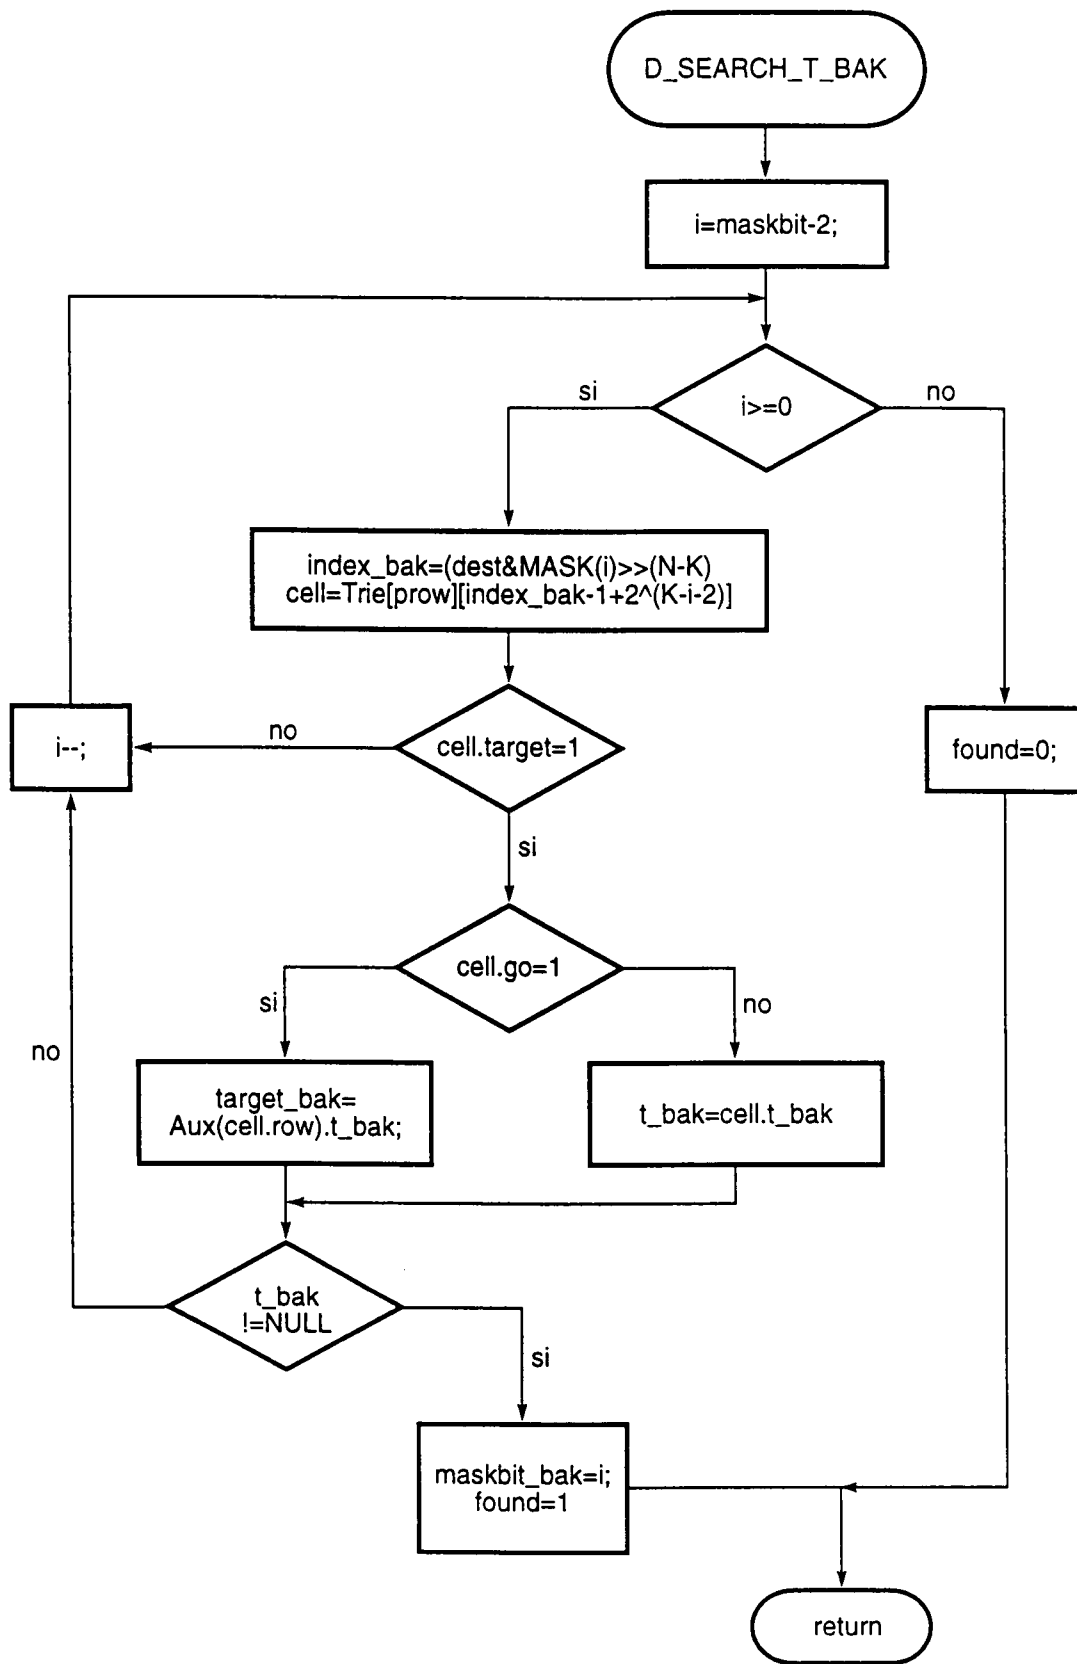 D_SEARCH_T_BAK
i=maskbit-2;
si
i>=0
no
index_bak=(dest&MASK(i)>>(N-K)
cell=Trie[prow][index_bak-1+2^(K-i-2)]
i--;
no
cell.target=1
found=0;
si
cell.go=1
si
no
no
target_bak=
Aux(cell.row).t_bak;
t_bak=cell.t_bak
t_bak
!=NULL
si
maskbit_bak=i;
found=1
return